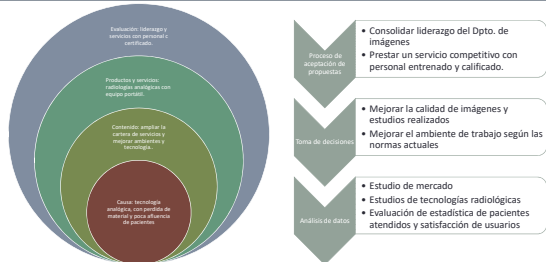 Evaluación: liderazgo y
servicios son personal c
certificado.
Productos y servicios:
radiologías analógicas con
equipo portátil.
Contenido: ampliar la
cartera de servicios y
mejorar ambientes y
tecnología..
Causa: tecnología
analógica, con perdida de
material y poca afluencia
de pacientes
Proceso de
aceptación de
propuestas
• Consolidar liderazgo del Dpto. de
imágenes
• Prestar un servicio competitivo con
personal entrenado y calificado.
Toma de decisiones
• Mejorar la calidad de imágenes y
estudios realizados
• Mejorar el ambiente de trabajo según las
normas actuales
Análisis de datos
• Estudio de mercado
• Estudios de tecnologías radiológicas
• Evaluación de estadística de pacientes
atendidos y satisfacción de usuarios